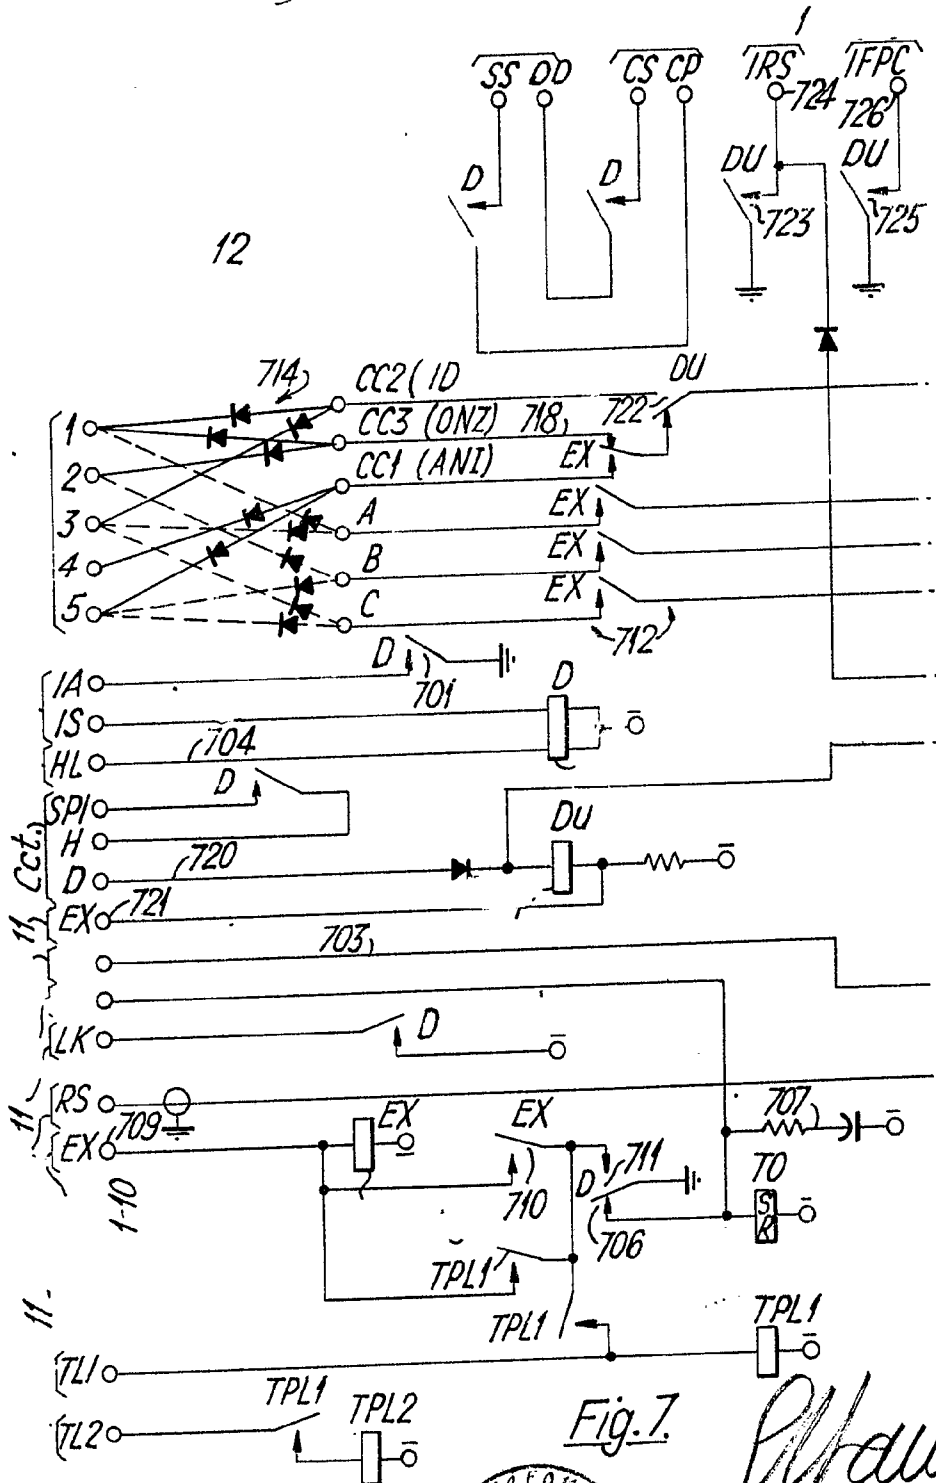 1
SS DD CS CP IRS IFPC
724
726
D D DU DU
723 725
12
714 CC2 ( ID DU
1 CC3 (ONZ) 718 722
2 CC1 (ANI) EX
3 A EX
4 B EX
5 C EX
712
IA D
701
IS D
HL 704
SPI D
H DU
D 720
EX 721
11 Cct.
703
LK D
RS
11 EX 709 EX EX 707
1-10 710 D 711 TO
706 S
R
TPL1
11 TPL1 TPL1
TL1
TPL1 TPL2
TL2
Fig. 7.